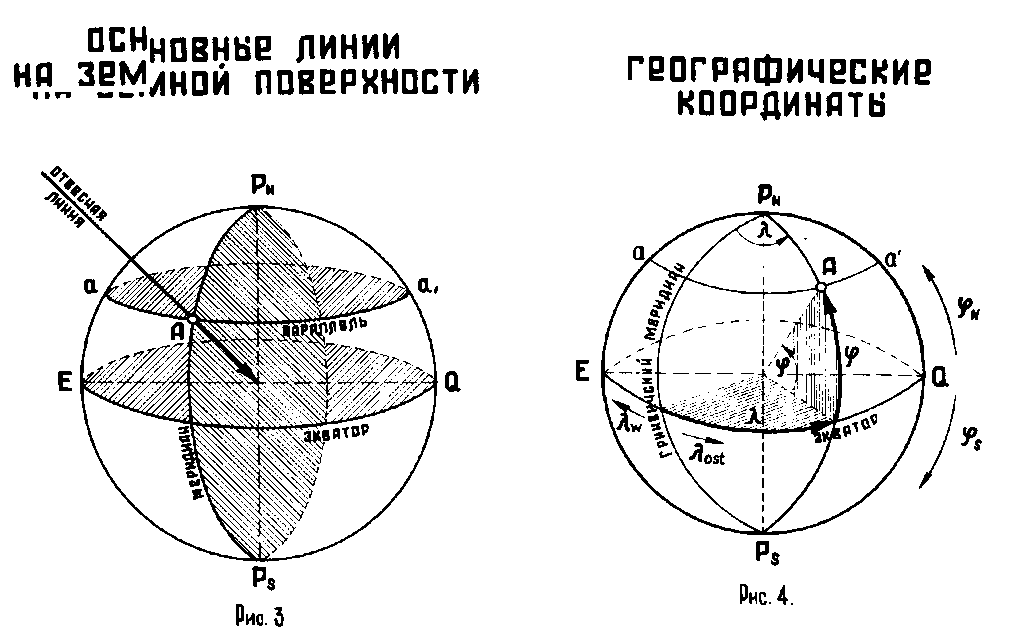 ОСНОВНЫЕ ЛИНИИ
НА ЗЕМНОЙ ПОВЕРХНОСТИ
ОТВЕСНАЯ
ЛИНИЯ
PN
a
a₁
A
ПАРАЛЛЕЛЬ
E
Q
ЭКВАТОР
МЕРИДИАН
PS
Рис. 3
ГЕОГРАФИЧЕСКИЕ
КООРДИНАТЫ
PN
λ
a
a'
A
ГРИНВИЧСКИЙ МЕРИДИАН
φN
φ
φ
E
Q
λ
λW
ЭКВАТОР
λost
φS
PS
Рис. 4.